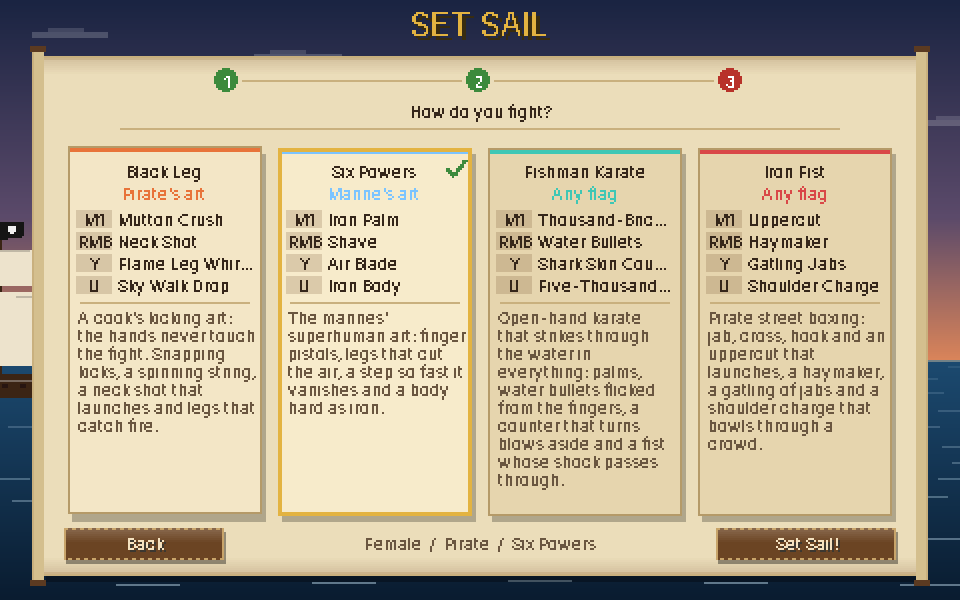 SET SAIL
1 2 3
How do you fight?
Black Leg
Pirate's art
M1 Mutton Crush
RMB Neck Shot
Y Flame Leg Whir...
U Sky Walk Drop
A cook's kicking art:
the hands never touch
the fight. Snapping
kicks, a spinning string,
a neck shot that
launches and legs that
catch fire.
Six Powers
Marine's art
M1 Iron Palm
RMB Shave
Y Air Blade
U Iron Body
The marines'
superhuman art: finger
pistols, legs that cut
the air, a step so fast it
vanishes and a body
hard as iron.
Fishman Karate
Any flag
M1 Thousand-Bric...
RMB Water Bullets
Y Shark Skin Cou...
U Five-Thousand...
Open-hand karate
that strikes through
the water in
everything: palms,
water bullets flicked
from the fingers, a
counter that turns
blows aside and a fist
whose shock passes
through.
Iron Fist
Any flag
M1 Uppercut
RMB Haymaker
Y Gatling Jabs
U Shoulder Charge
Pirate street boxing:
jab, cross, hook and an
uppercut that
launches, a haymaker,
a gatling of jabs and a
shoulder charge that
bowls through a
crowd.
Back
Female / Pirate / Six Powers
Set Sail!